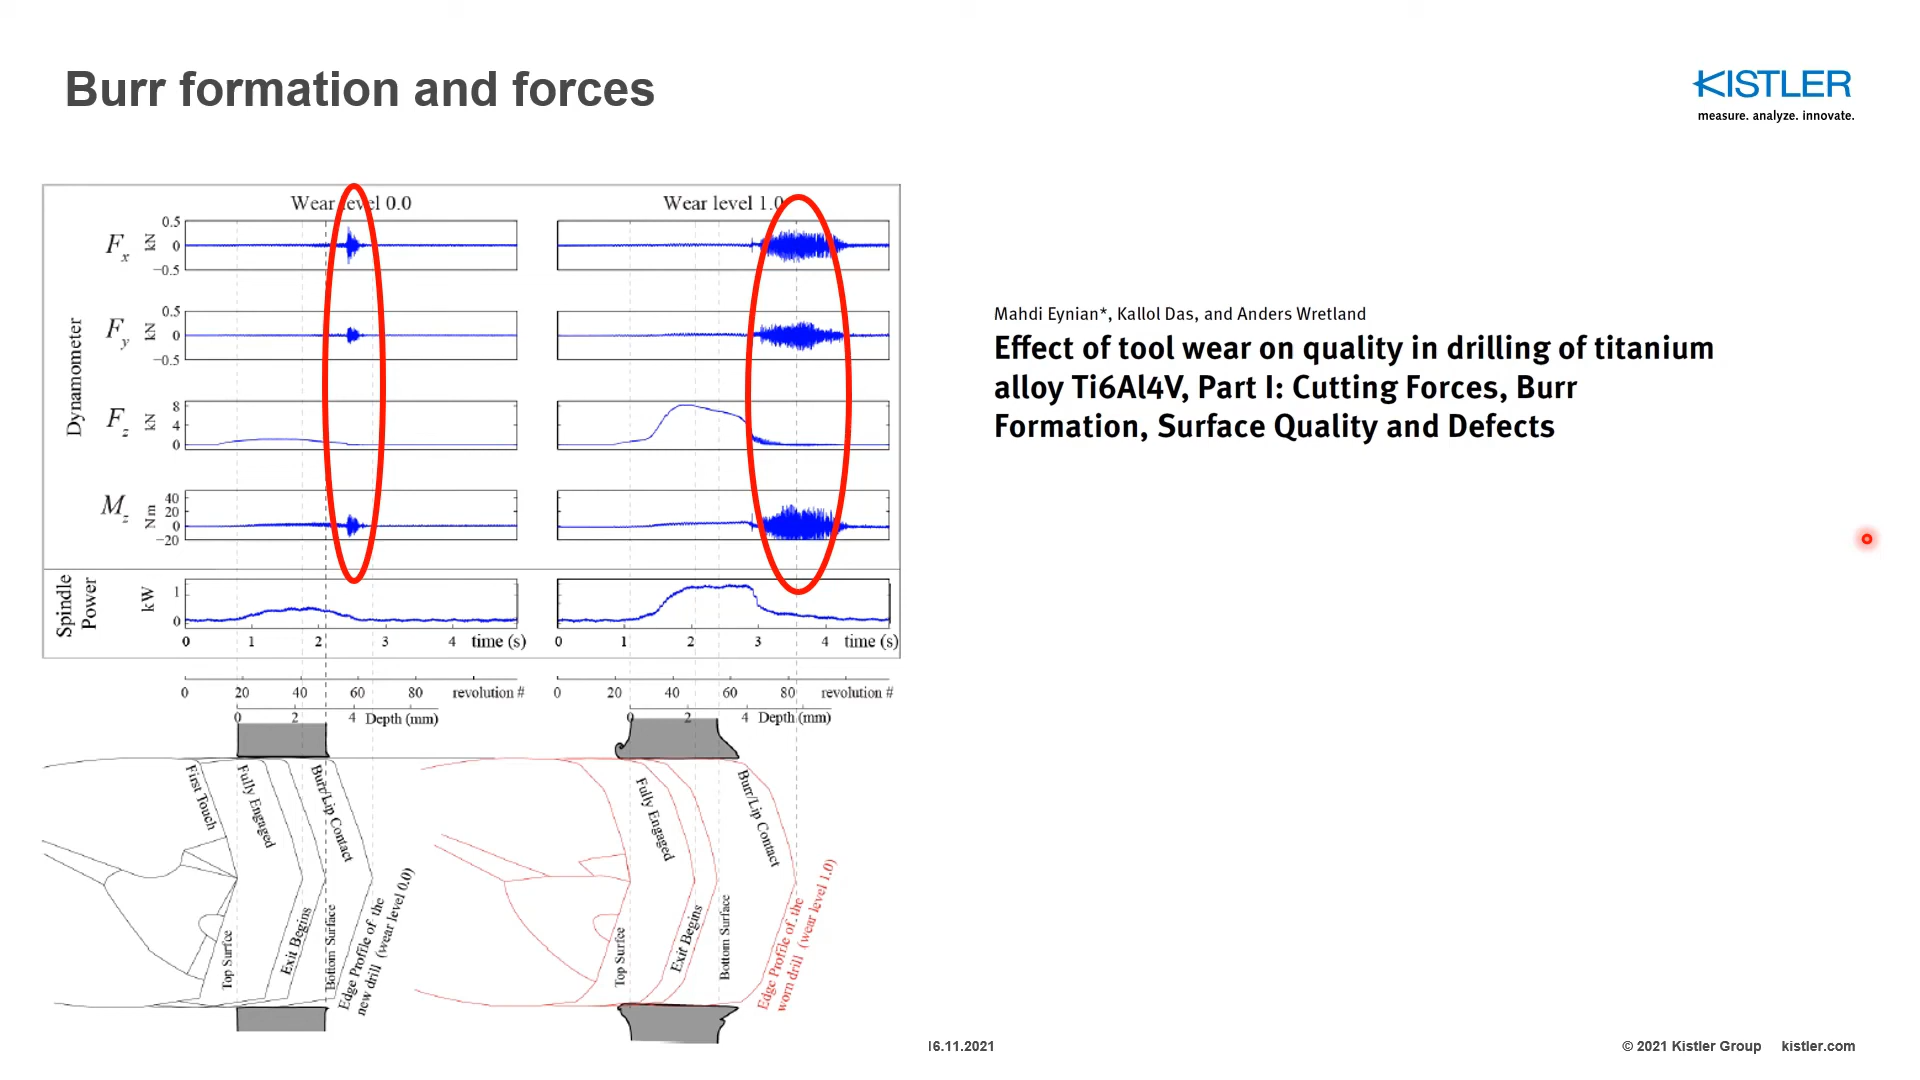 Burr formation and forces
KISTLER
measure. analyze. innovate.
Wear level 0.0
Wear level 1.0
Dynamometer
Fx
kN
0.5
0
−0.5
Fy
kN
0.5
0
−0.5
Fz
kN
8
4
0
Mz
Nm
40
20
0
−20
Spindle
Power
kW
1
0
0 1 2 3 4 time (s)
0 1 2 3 4 time (s)
0 20 40 60 80 revolution #
0 20 40 60 80 revolution #
0 2 4 Depth (mm)
0 2 4 Depth (mm)
First Touch
Fully Engaged
Burr/Lip Contact
Top Surfce
Exit Begins
Bottom Surface
Edge Profile of the
new drill (wear level 0.0)
Fully Engaged
Burr/Lip Contact
Top Surfce
Exit Begins
Bottom Surface
Edge Profile of the
worn drill (wear level 1.0)
Mahdi Eynian*, Kallol Das, and Anders Wretland
Effect of tool wear on quality in drilling of titanium
alloy Ti6Al4V, Part I: Cutting Forces, Burr
Formation, Surface Quality and Defects
16.11.2021
© 2021 Kistler Group kistler.com